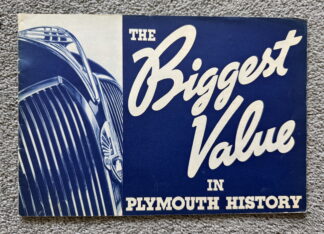 THE
Biggest
Value
IN
PLYMOUTH HISTORY